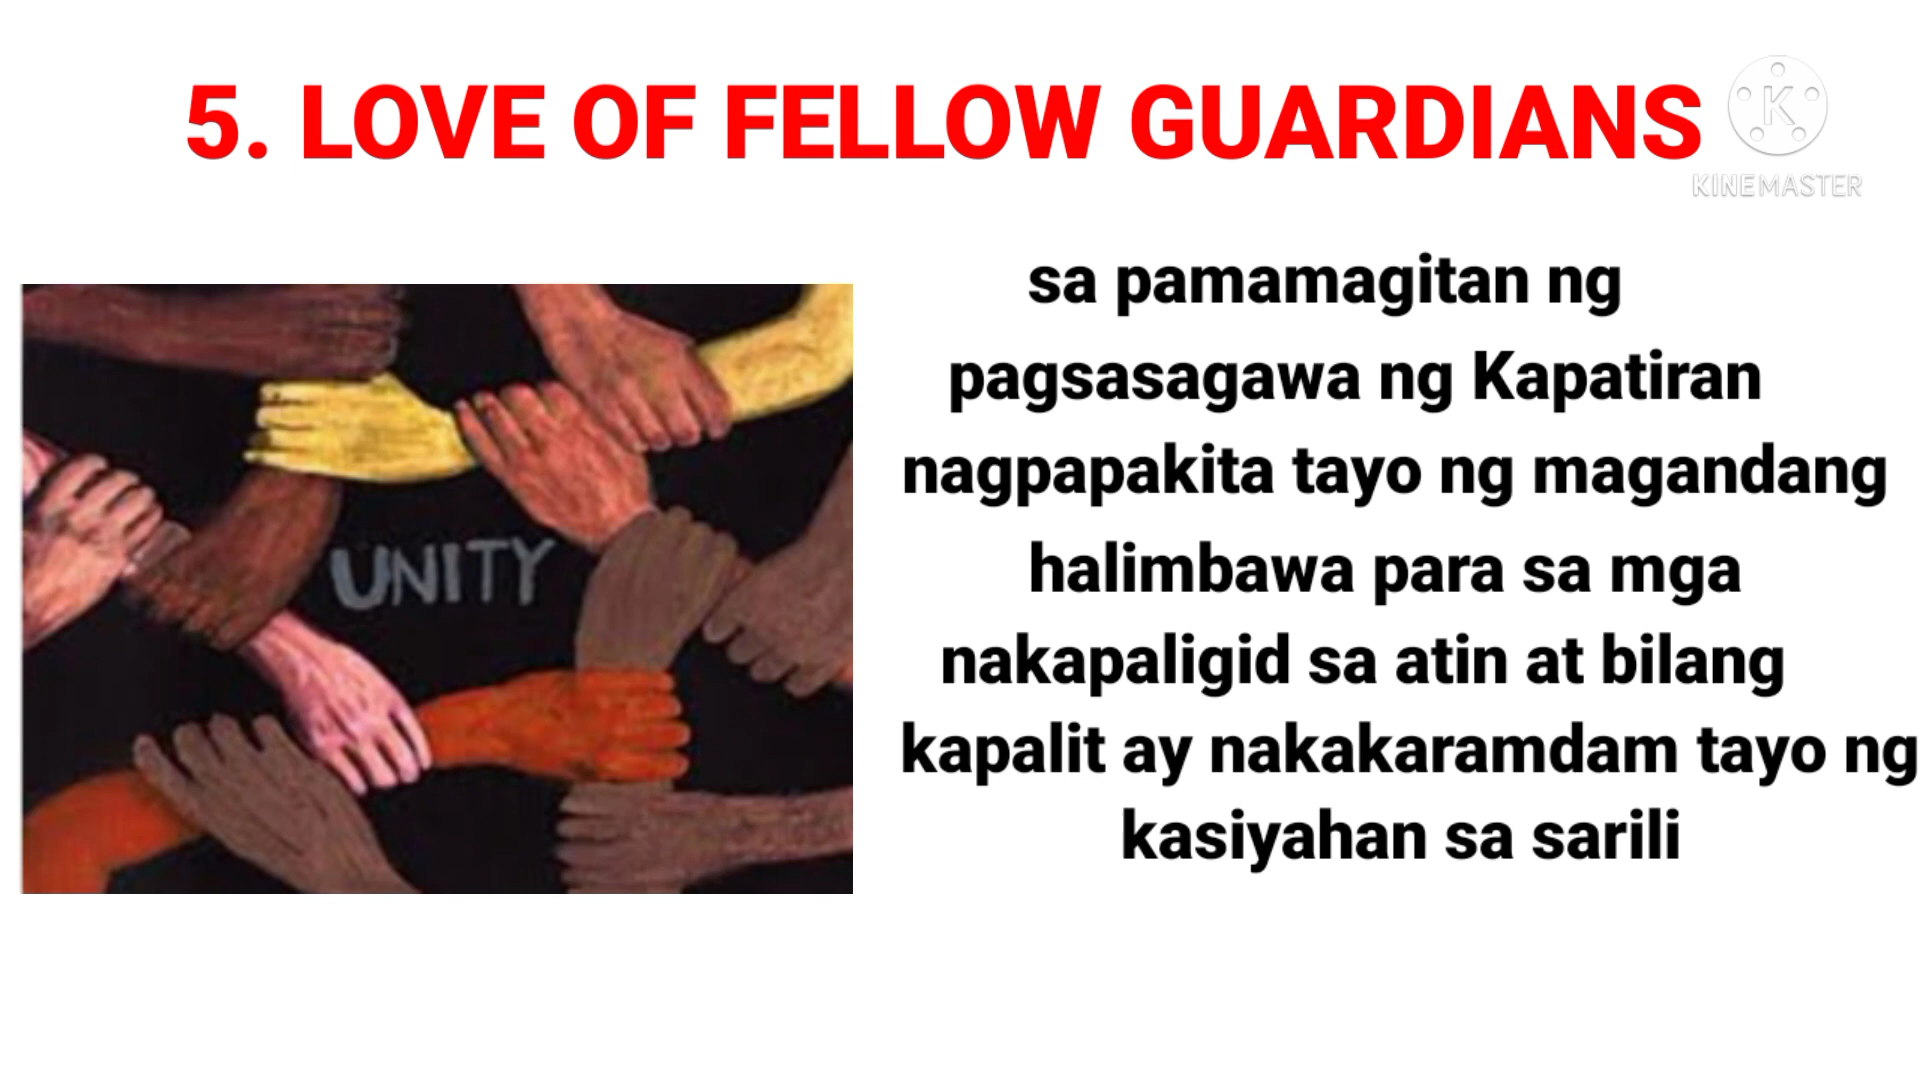 5. LOVE OF FELLOW GUARDIANS
K
KINEMASTER
sa pamamagitan ng
pagsasagawa ng Kapatiran
nagpapakita tayo ng magandang
halimbawa para sa mga
nakapaligid sa atin at bilang
kapalit ay nakakaramdam tayo ng
kasiyahan sa sarili
UNITY